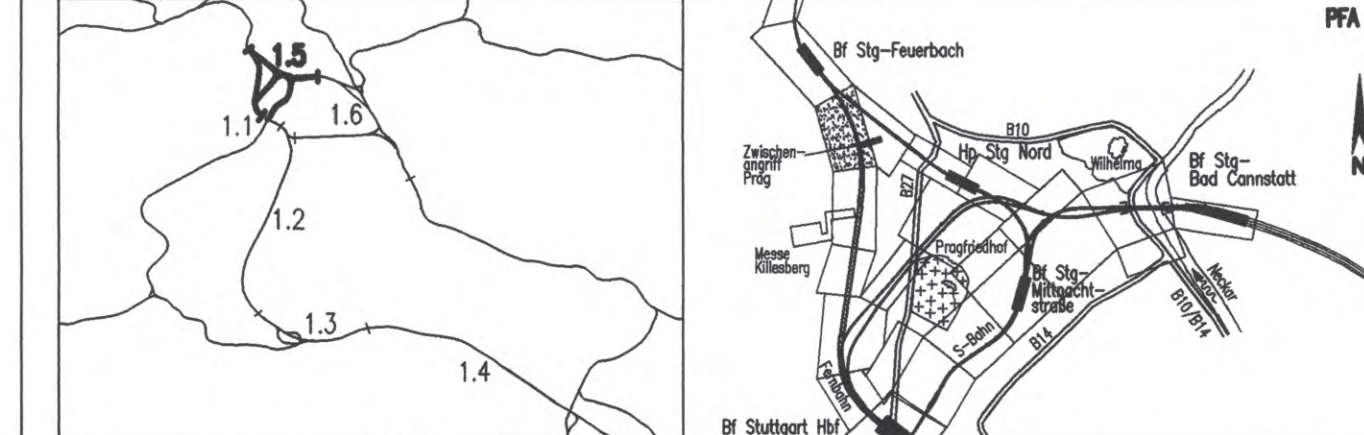 1.5
1.1
1.6
1.2
1.3
1.4
PFA
Bf Stg-Feuerbach
B10
Zwischen-
angriff
Prag
Hp Stg Nord
Wilhelma
Bf Stg-
Bad Cannstatt
B27
Messe
Killesberg
Pragfriedhof
Bf Stg-
Mittnacht-
straße
Neckar
B10/B14
S-Bahn
B14
Fernbahn
Bf Stuttgart Hbf
N